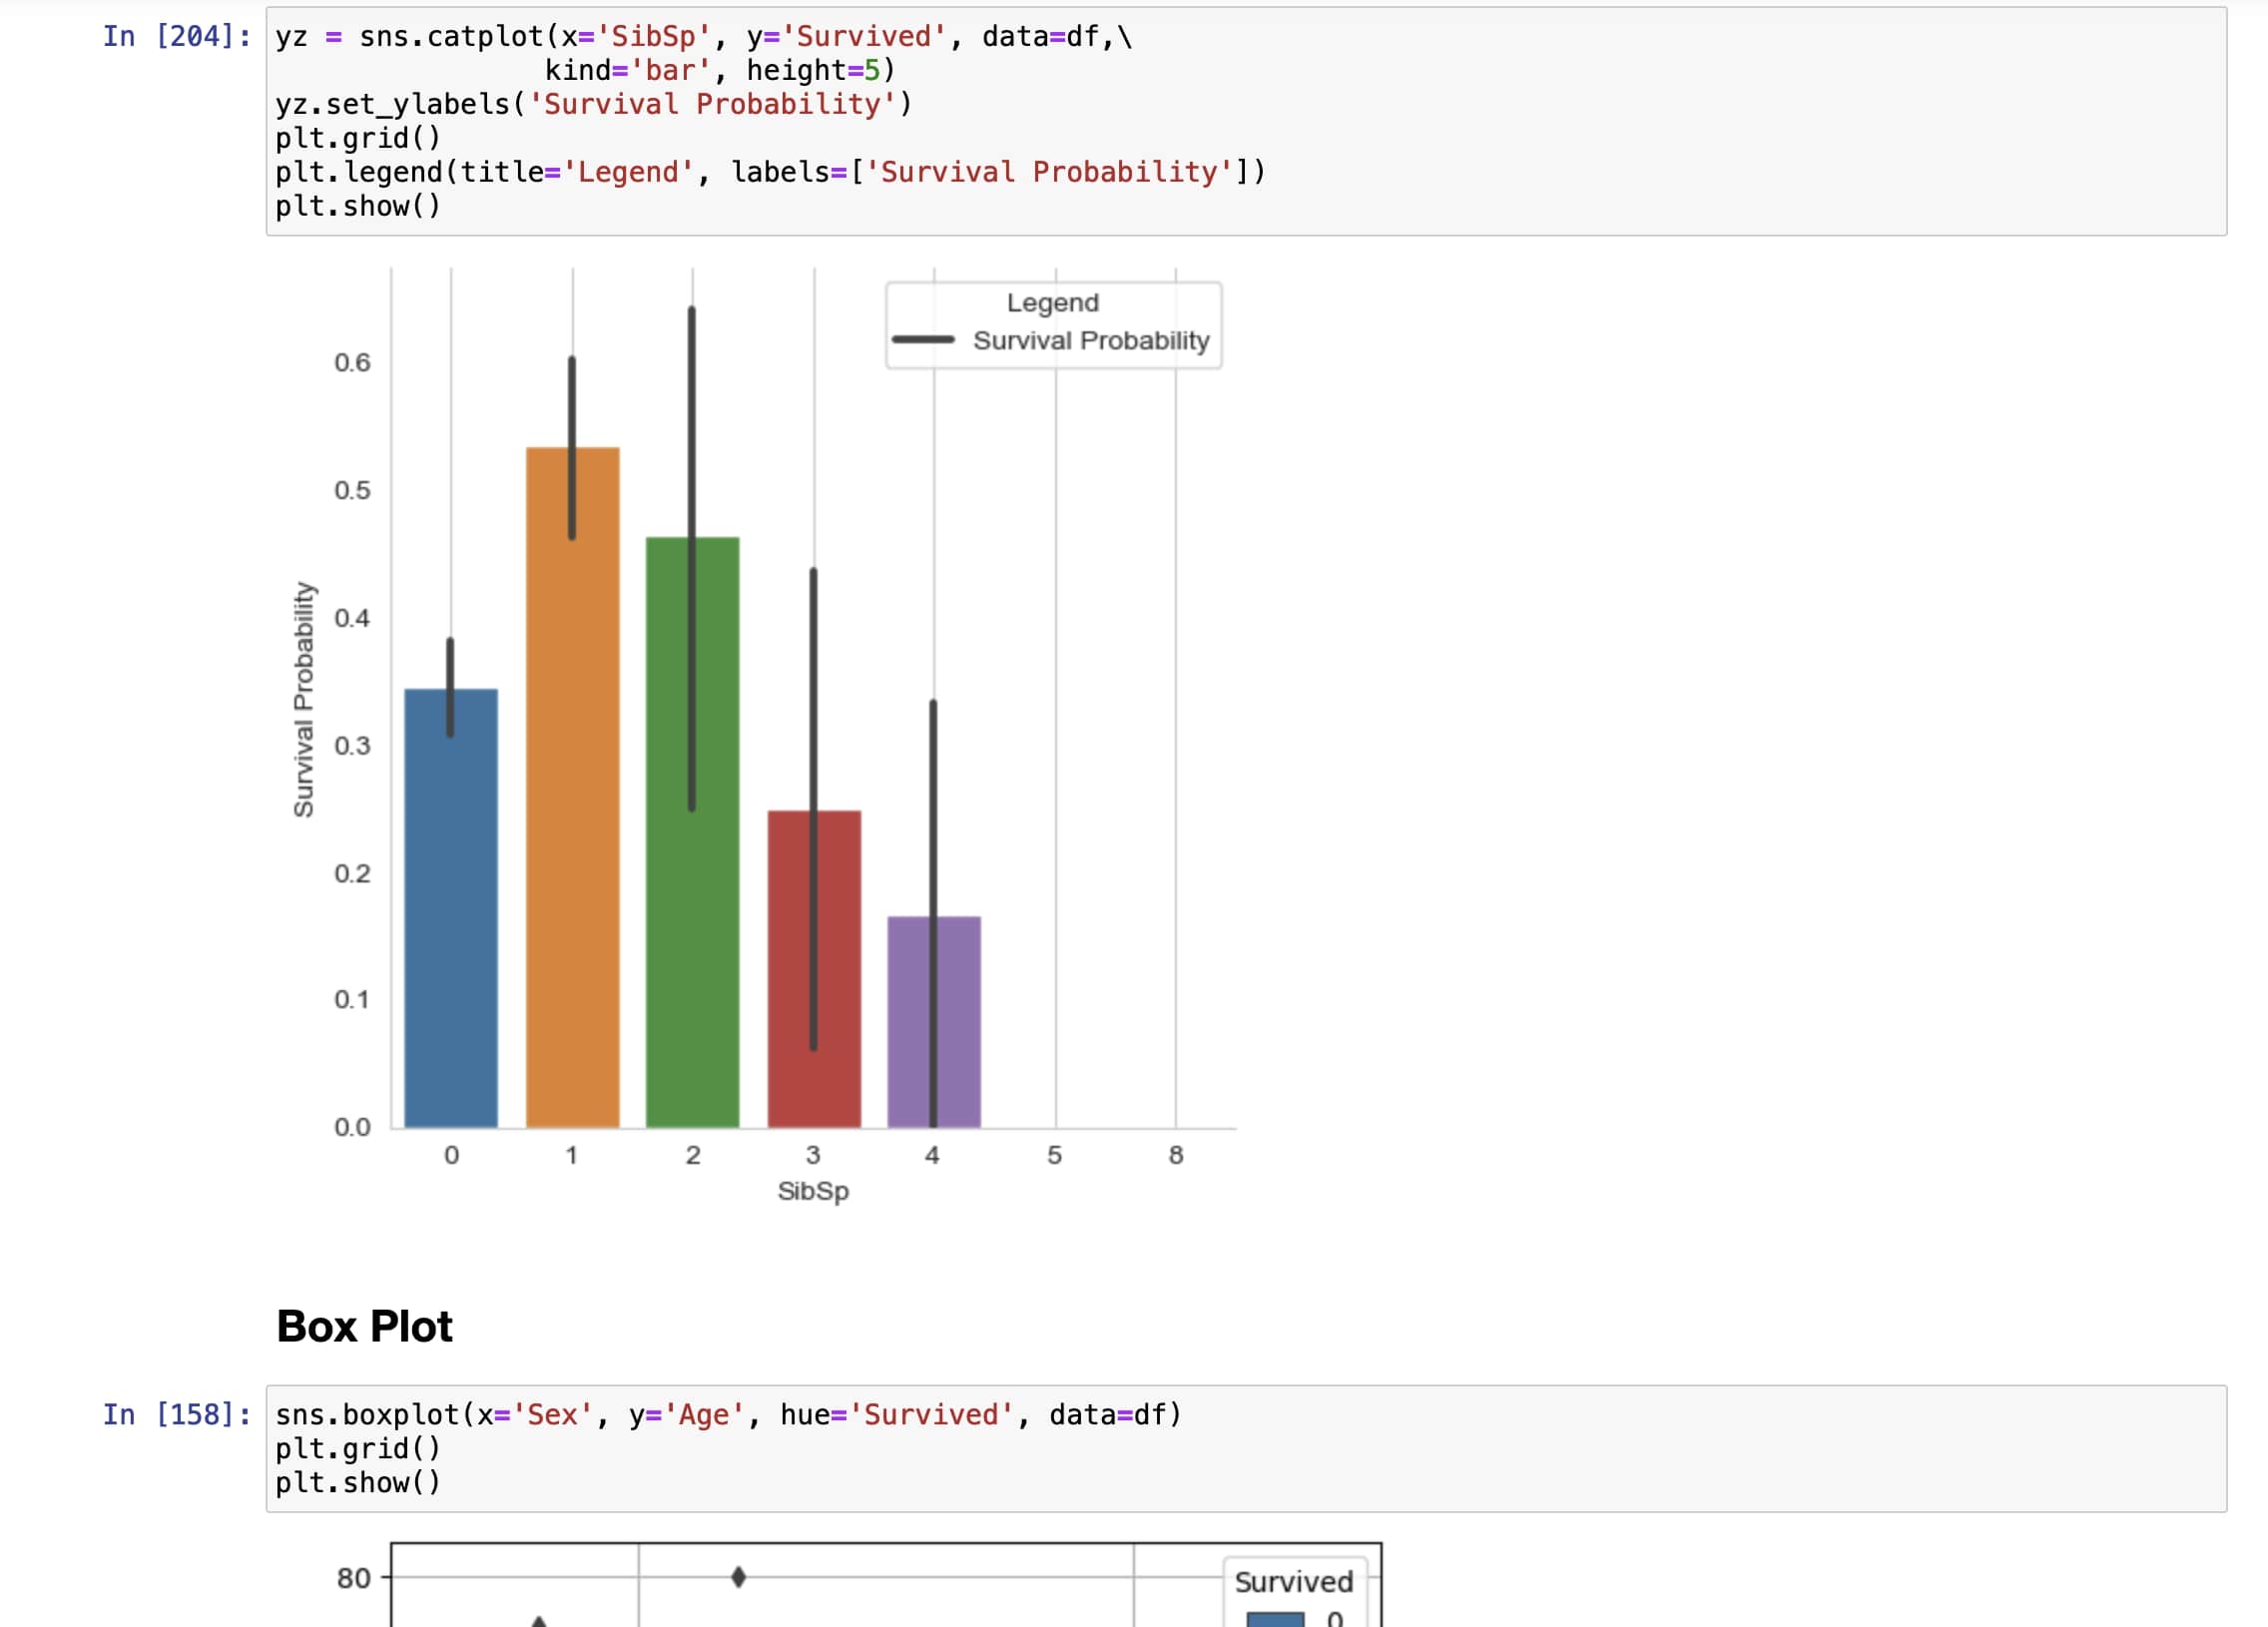 In [204]: yz = sns.catplot(x='SibSp', y='Survived', data=df,\
kind='bar', height=5)
yz.set_ylabels('Survival Probability')
plt.grid()
plt.legend(title='Legend', labels=['Survival Probability'])
plt.show()
Legend
Survival Probability
0.6
0.5
0.4
0.3
0.2
0.1
0.0
Survival Probability
0 1 2 3 4 5 8
SibSp
Box Plot
In [158]: sns.boxplot(x='Sex', y='Age', hue='Survived', data=df)
plt.grid()
plt.show()
80
Survived
0